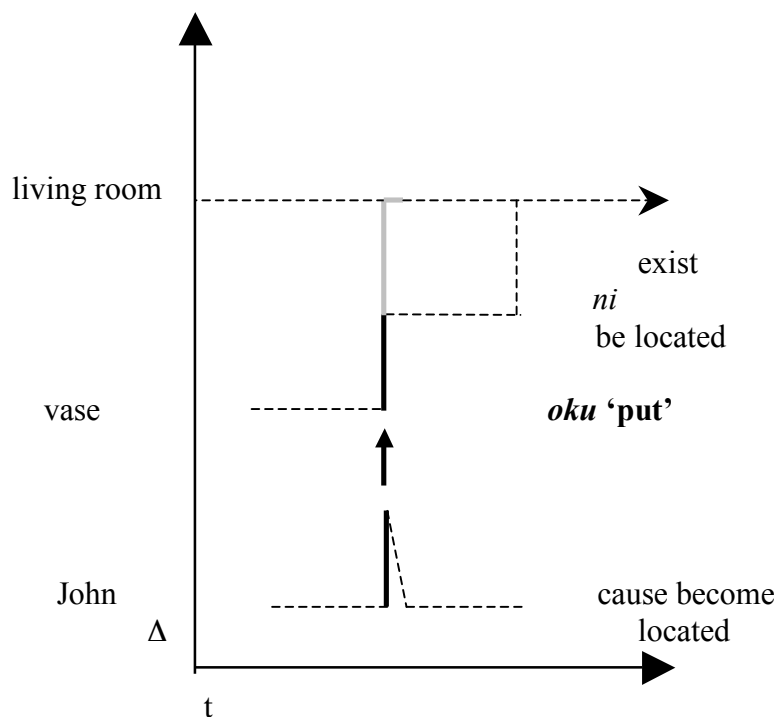 living room
exist
ni
be located
vase
oku ‘put’
John
cause become
Δ
located
t